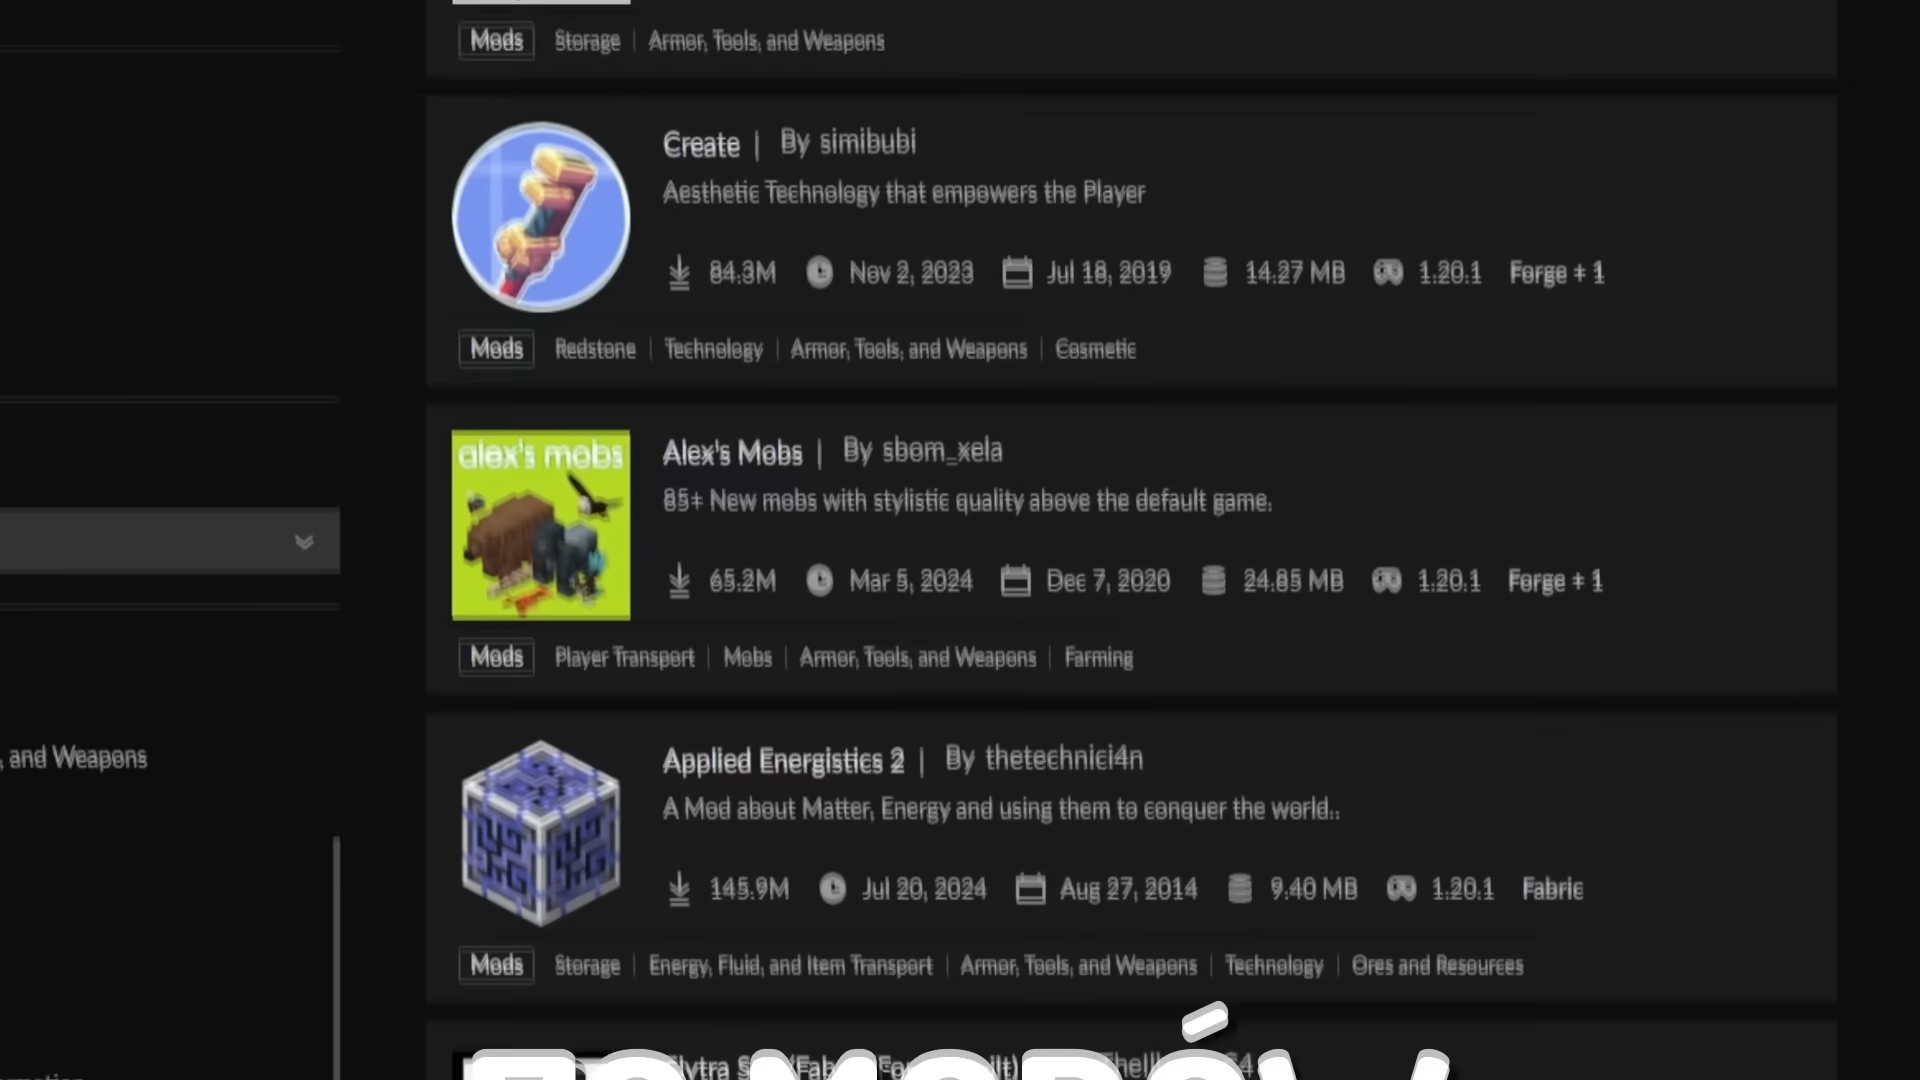 Mods Storage Armor, Tools, and Weapons
Create | By simibubi
Aesthetic Technology that empowers the Player
84.3M Nov 2, 2023 Jul 18, 2019 14.27 MB 1.20.1 Forge + 1
Mods Redstone Technology Armor, Tools, and Weapons Cosmetic
alex's mobs
Alex's Mobs | By sbom_xela
85+ New mobs with stylistic quality above the default game.
65.2M Mar 5, 2024 Dec 7, 2020 24.85 MB 1.20.1 Forge + 1
Mods Player Transport Mobs Armor, Tools, and Weapons Farming
, and Weapons
Applied Energistics 2 | By thetechnici4n
A Mod about Matter, Energy and using them to conquer the world..
145.9M Jul 20, 2024 Aug 27, 2014 9.40 MB 1.20.1 Fabric
Mods Storage Energy, Fluid, and Item Transport Armor, Tools, and Weapons Technology Ores and Resources